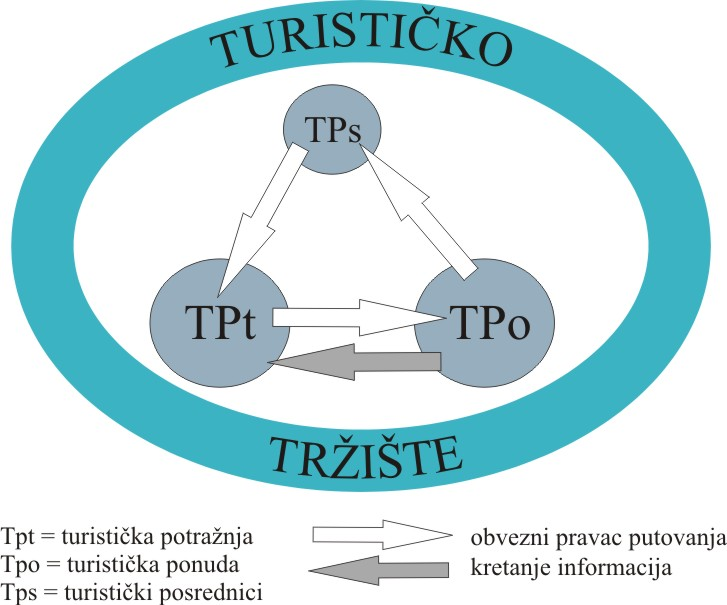 TURISTIČKO
TPs
TPt
TPo
TRŽIŠTE
Tpt = turistička potražnja
Tpo = turistička ponuda
Tps = turistički posrednici
obvezni pravac putovanja
kretanje informacija